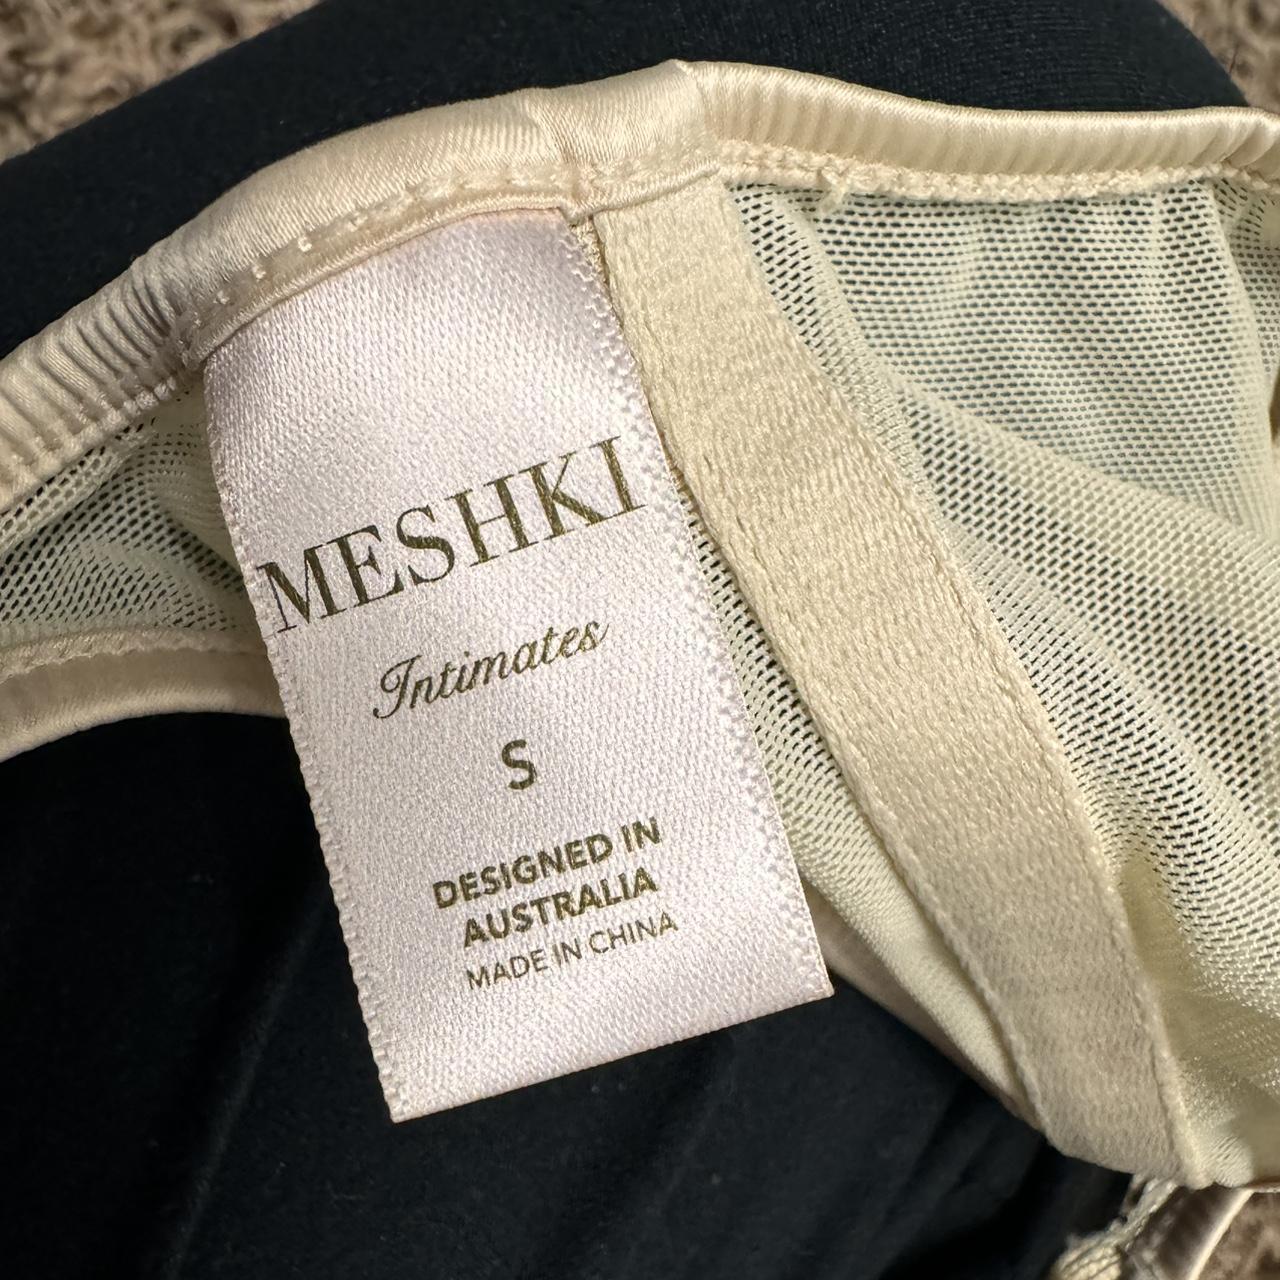 MESHKI
Intimates
S
DESIGNED IN
AUSTRALIA
MADE IN CHINA